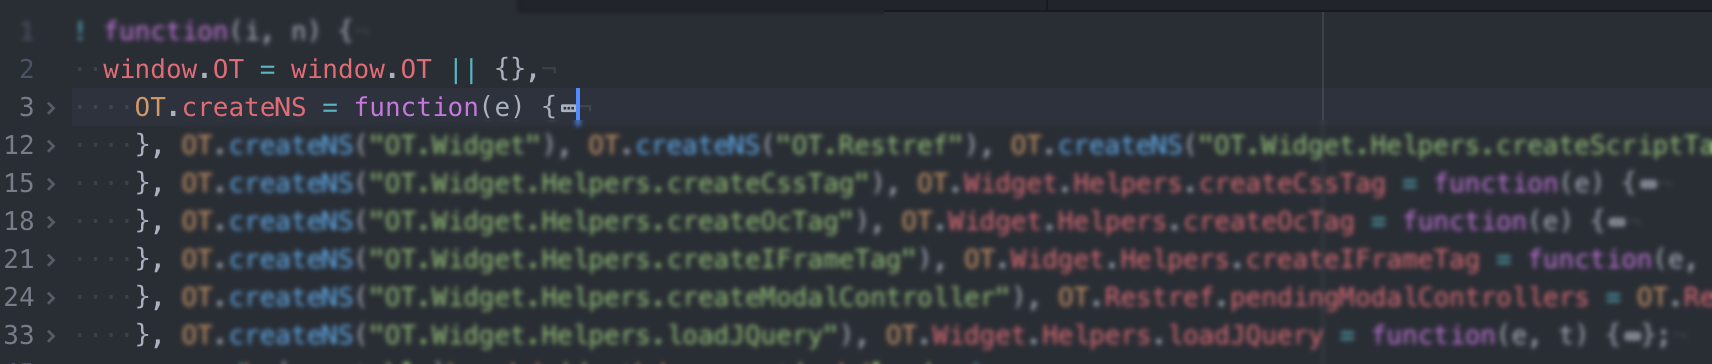 1 ! function(i, n) {
2 window.OT = window.OT || {},
3 OT.createNS = function(e) {
12 }, OT.createNS("OT.Widget"), OT.createNS("OT.Restref"), OT.createNS("OT.Widget.Helpers.createScriptTa
15 }, OT.createNS("OT.Widget.Helpers.createCssTag"), OT.Widget.Helpers.createCssTag = function(e) {
18 }, OT.createNS("OT.Widget.Helpers.createOcTag"), OT.Widget.Helpers.createOcTag = function(e) {
21 }, OT.createNS("OT.Widget.Helpers.createIFrameTag"), OT.Widget.Helpers.createIFrameTag = function(e,
24 }, OT.createNS("OT.Widget.Helpers.createModalController"), OT.Restref.pendingModalControllers = OT.Re
33 }, OT.createNS("OT.Widget.Helpers.loadJQuery"), OT.Widget.Helpers.loadJQuery = function(e, t) {};